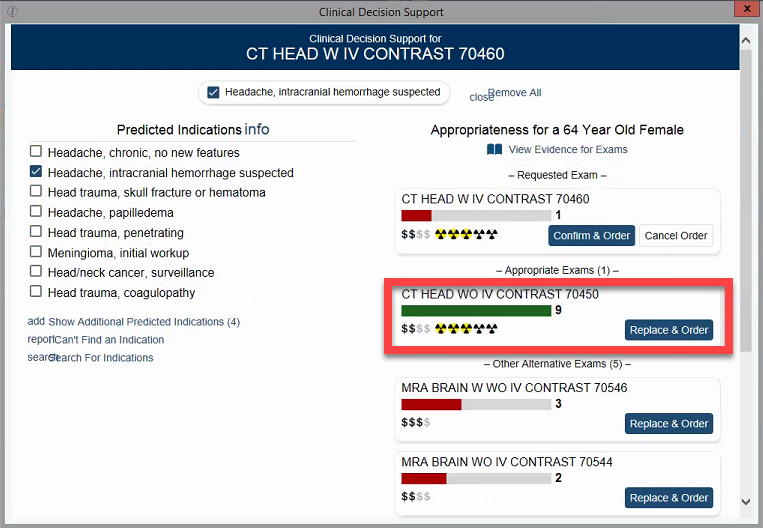 Clinical Decision Support
x
Clinical Decision Support for
CT HEAD W IV CONTRAST 70460
Headache, intracranial hemorrhage suspected
close Remove All
Predicted Indications info
Headache, chronic, no new features
Headache, intracranial hemorrhage suspected
Head trauma, skull fracture or hematoma
Headache, papilledema
Head trauma, penetrating
Meningioma, initial workup
Head/neck cancer, surveillance
Head trauma, coagulopathy
add Show Additional Predicted Indications (4)
report Can't Find an Indication
search Search For Indications
Appropriateness for a 64 Year Old Female
View Evidence for Exams
– Requested Exam –
CT HEAD W IV CONTRAST 70460
1
$$$$
Confirm & Order Cancel Order
– Appropriate Exams (1) –
CT HEAD WO IV CONTRAST 70450
9
$$$$
Replace & Order
– Other Alternative Exams (5) –
MRA BRAIN W WO IV CONTRAST 70546
3
$$$$
Replace & Order
MRA BRAIN WO IV CONTRAST 70544
2
$$$$
Replace & Order